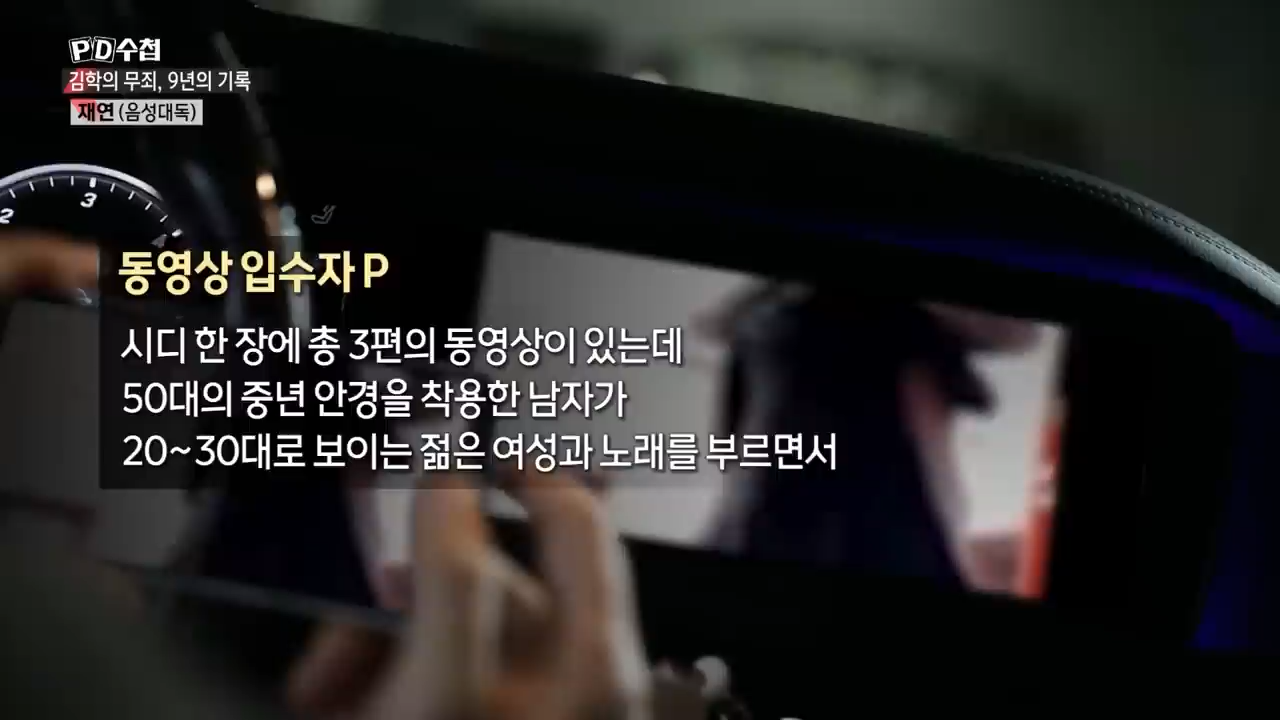 PD수첩
김학의 무죄, 9년의 기록
재연 (음성대독)
3
2
동영상 입수자 P
시디 한 장에 총 3편의 동영상이 있는데
50대의 중년 안경을 착용한 남자가
20~30대로 보이는 젊은 여성과 노래를 부르면서